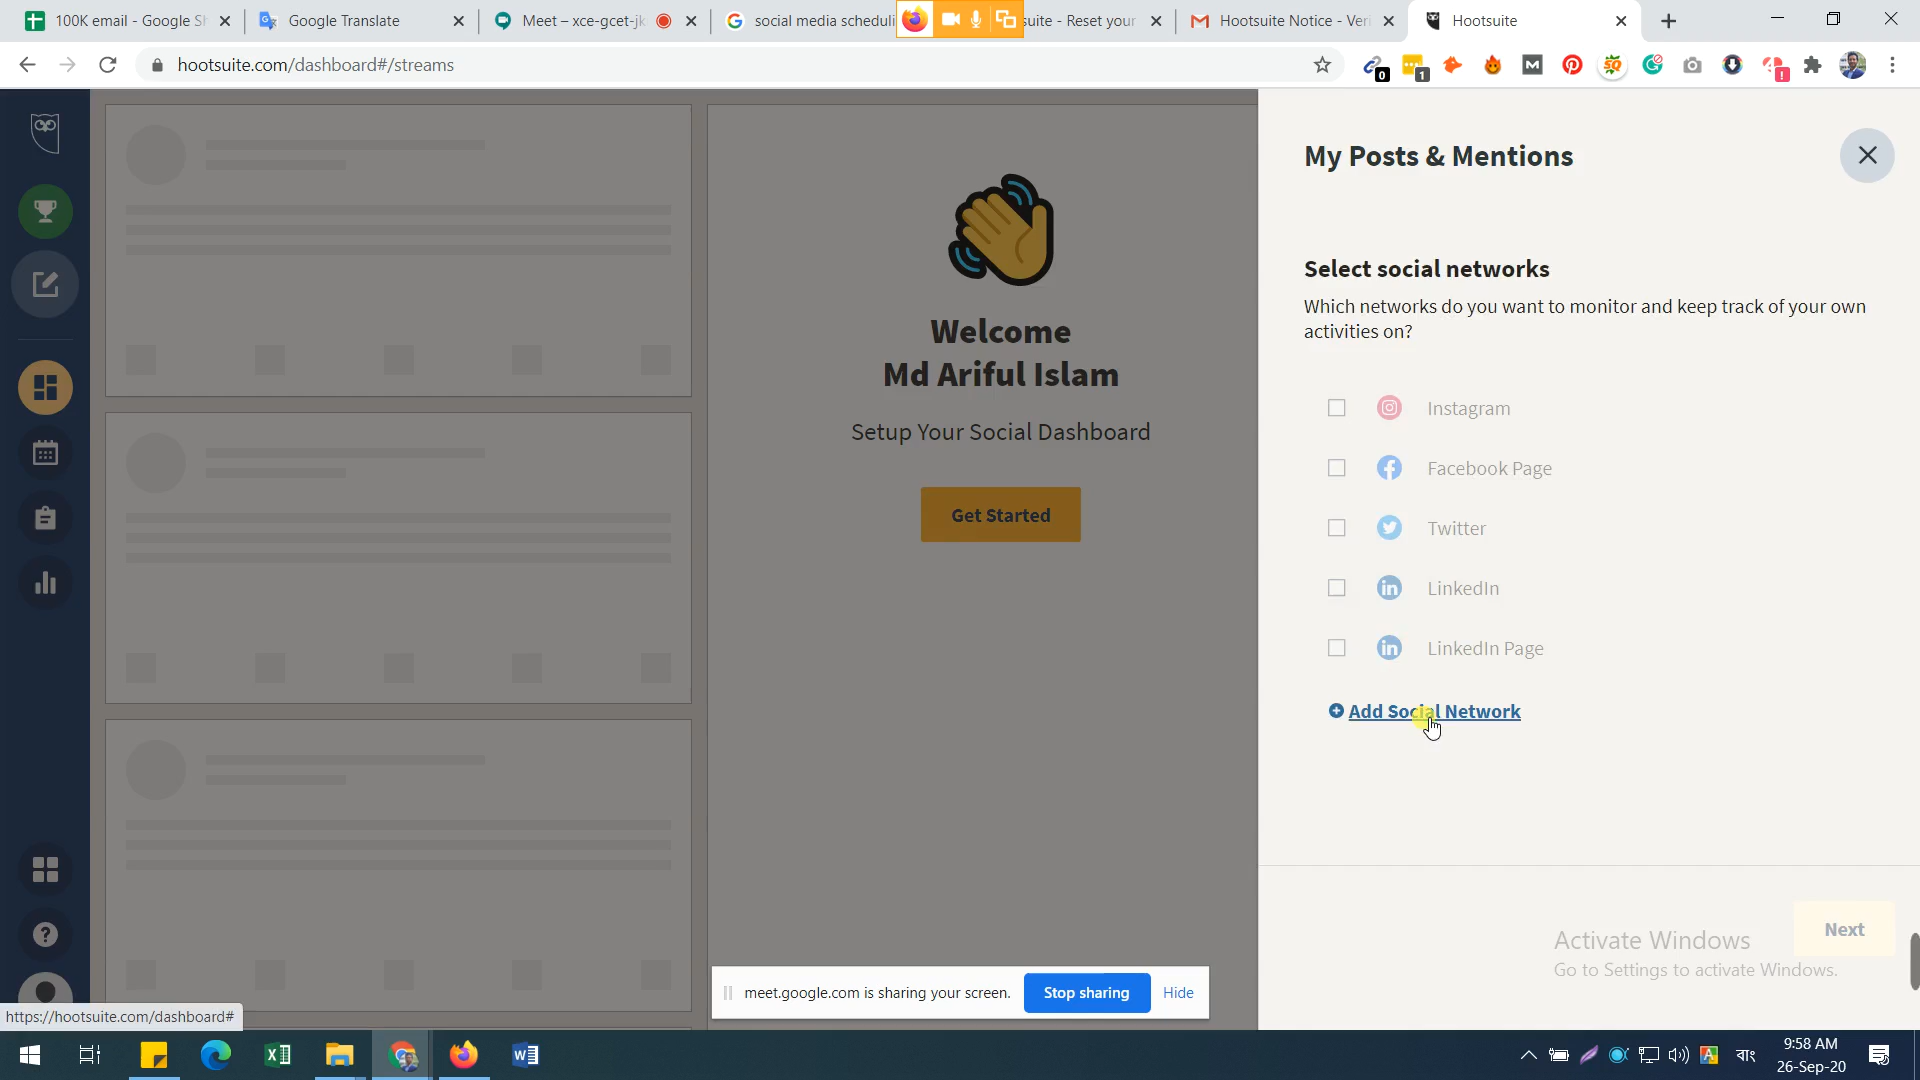 100K email - Google Sh
Google Translate
Meet – xce-gcet-jk
social media scheduli
suite - Reset your
Hootsuite Notice - Veri
Hootsuite
hootsuite.com/dashboard#/streams
0
1
!
My Posts & Mentions
Select social networks
Which networks do you want to monitor and keep track of your own
activities on?
Instagram
Facebook Page
Twitter
LinkedIn
LinkedIn Page
Add Social Network
Next
Welcome
Md Ariful Islam
Setup Your Social Dashboard
Get Started
Activate Windows
Go to Settings to activate Windows.
meet.google.com is sharing your screen.
Stop sharing
Hide
https://hootsuite.com/dashboard#
বাং
9:58 AM
26-Sep-20